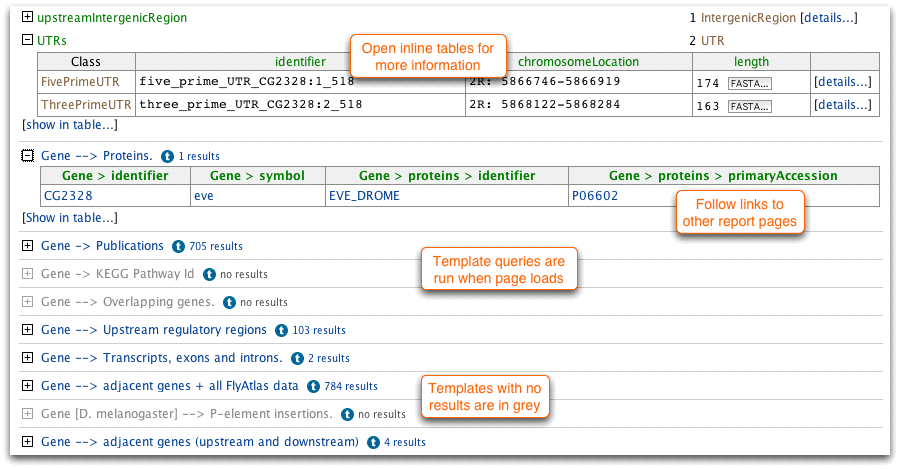 upstreamIntergenicRegion 1 IntergenicRegion [details...]
UTRs 2 UTR
Open inline tables for
more information
Class identifier chromosomeLocation length
FivePrimeUTR five_prime_UTR_CG2328:1_518 2R: 5866746-5866919 174 FASTA... [details...]
ThreePrimeUTR three_prime_UTR_CG2328:2_518 2R: 5868122-5868284 163 FASTA... [details...]
[show in table...]
Gene --> Proteins. t 1 results
Gene > identifier Gene > symbol Gene > proteins > identifier Gene > proteins > primaryAccession
CG2328 eve EVE_DROME P06602
Follow links to
other report pages
[Show in table...]
Gene -> Publications t 705 results
Template queries are
run when page loads
Gene -> KEGG Pathway Id t no results
Gene --> Overlapping genes. t no results
Gene --> Upstream regulatory regions t 103 results
Gene --> Transcripts, exons and introns. t 2 results
Gene --> adjacent genes + all FlyAtlas data t 784 results
Templates with no
results are in grey
Gene [D. melanogaster] --> P-element insertions. t no results
Gene --> adjacent genes (upstream and downstream) t 4 results